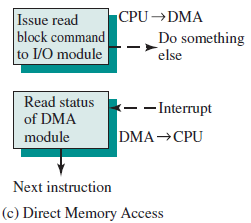 Issue read
block command
to I/O module
CPU → DMA
Do something
else
Read status
of DMA
module
Interrupt
DMA → CPU
Next instruction
(c) Direct Memory Access